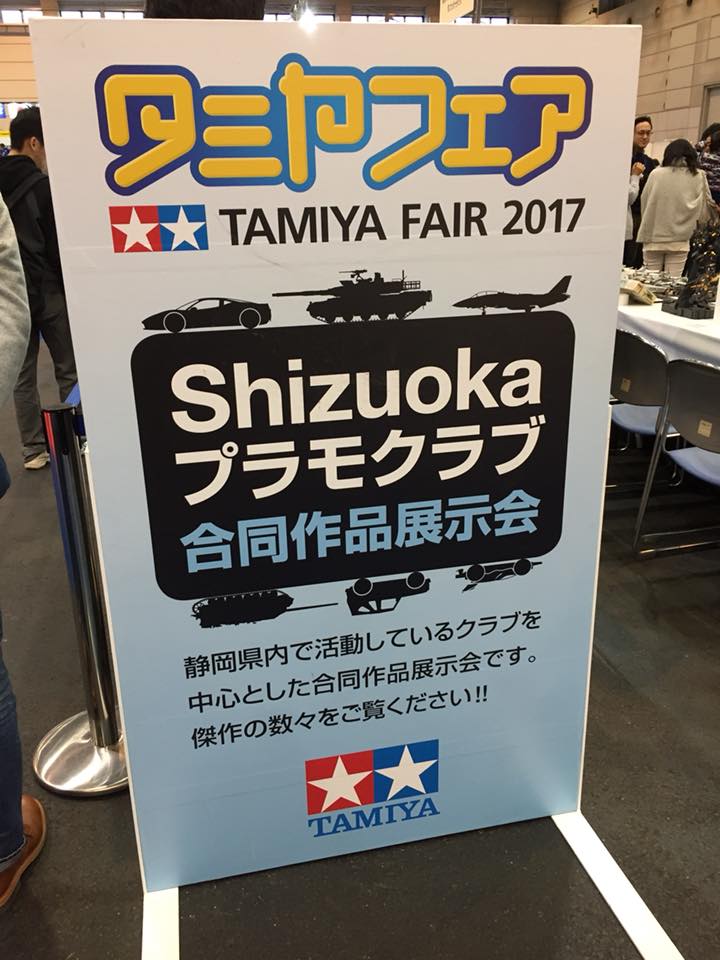 タミヤフェア
TAMIYA FAIR 2017
Shizuoka
プラモクラブ
合同作品展示会
静岡県内で活動しているクラブを
中心とした合同作品展示会です。
傑作の数々をご覧ください!!
TAMIYA